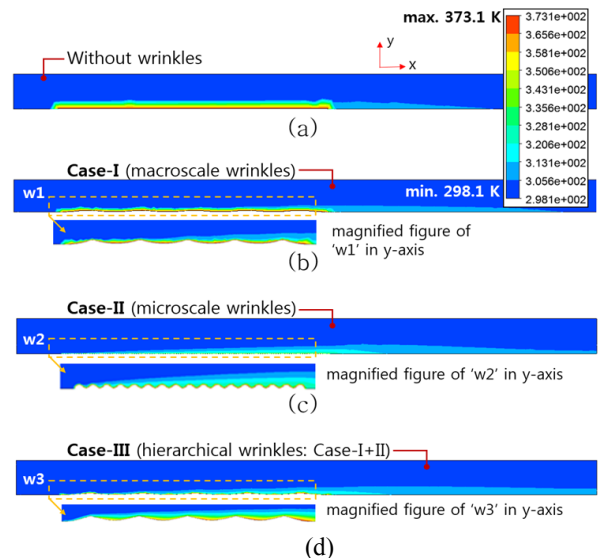 max. 373.1 K
3.731e+002
3.656e+002
3.581e+002
3.506e+002
3.431e+002
3.356e+002
3.281e+002
3.206e+002
3.131e+002
3.056e+002
2.981e+002
y
x
Without wrinkles
(a)
Case-I (macroscale wrinkles)
w1
min. 298.1 K
magnified figure of
'w1' in y-axis
(b)
Case-II (microscale wrinkles)
w2
magnified figure of 'w2' in y-axis
(c)
Case-III (hierarchical wrinkles: Case-I+II)
w3
magnified figure of 'w3' in y-axis
(d)